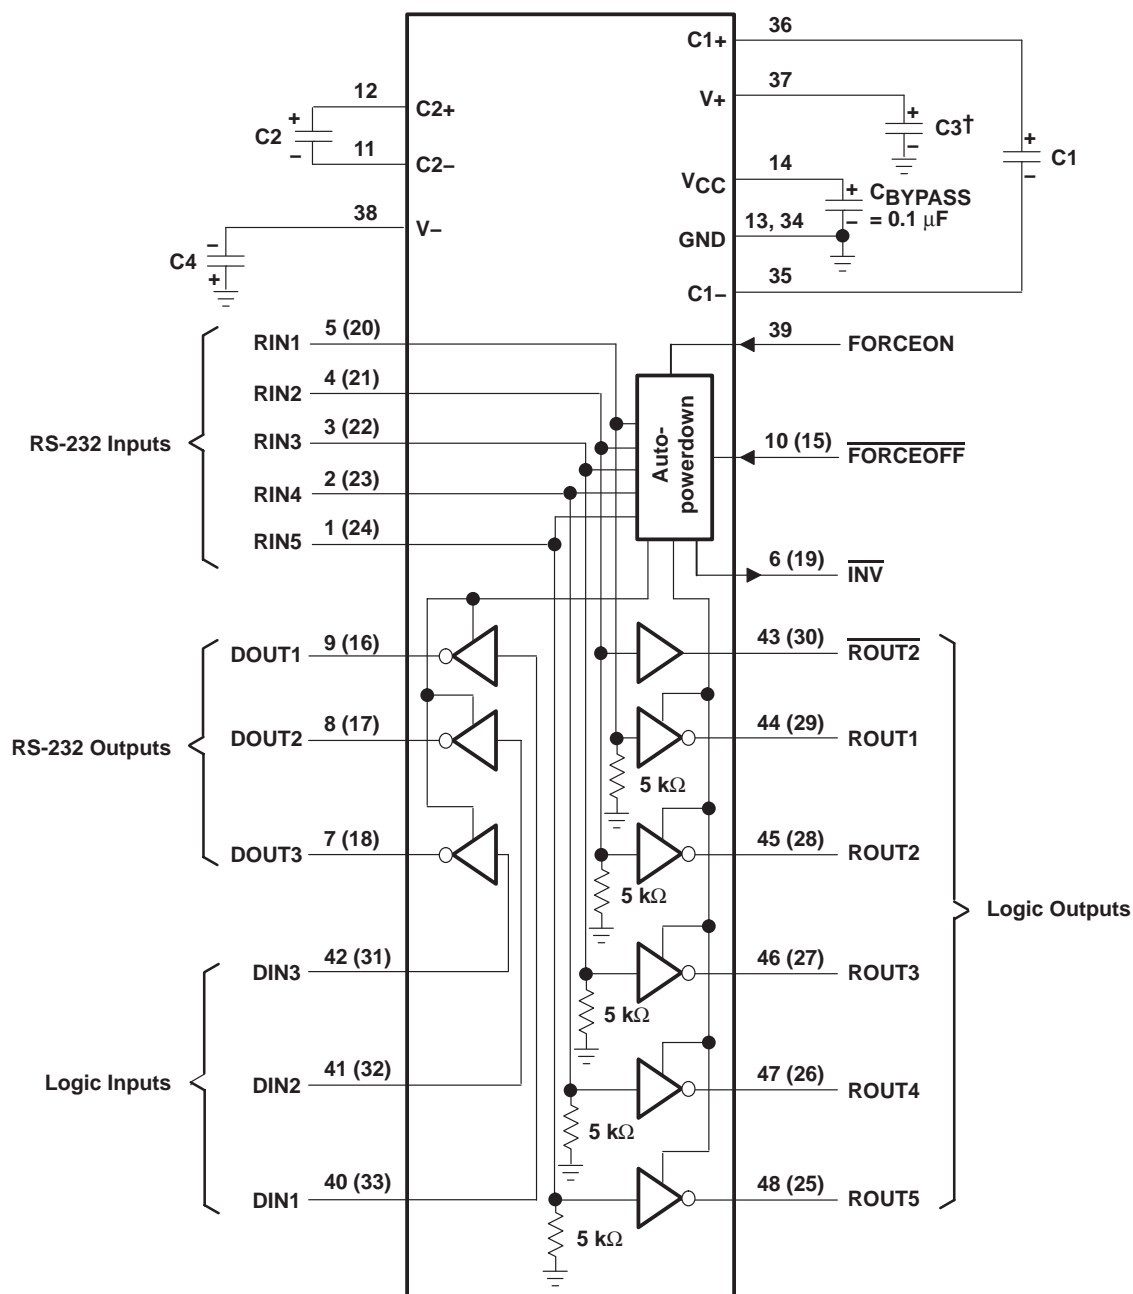 36
C1+
37
V+
12
C2+
+
C2
–
11
C2–
+
C3†
–
+
C1
–
14
VCC
+
CBYPASS
– = 0.1 μF
38
V–
13, 34
GND
–
C4
+
35
C1–
RS-232 Inputs
RIN1
5 (20)
RIN2
4 (21)
RIN3
3 (22)
RIN4
2 (23)
RIN5
1 (24)
39
FORCEON
Auto-
powerdown
10 (15)
FORCEOFF
6 (19)
INV
RS-232 Outputs
DOUT1
9 (16)
DOUT2
8 (17)
DOUT3
7 (18)
43 (30)
ROUT2
44 (29)
ROUT1
5 kΩ
45 (28)
ROUT2
5 kΩ
Logic Outputs
46 (27)
ROUT3
5 kΩ
47 (26)
ROUT4
5 kΩ
48 (25)
ROUT5
5 kΩ
Logic Inputs
DIN3
42 (31)
DIN2
41 (32)
DIN1
40 (33)